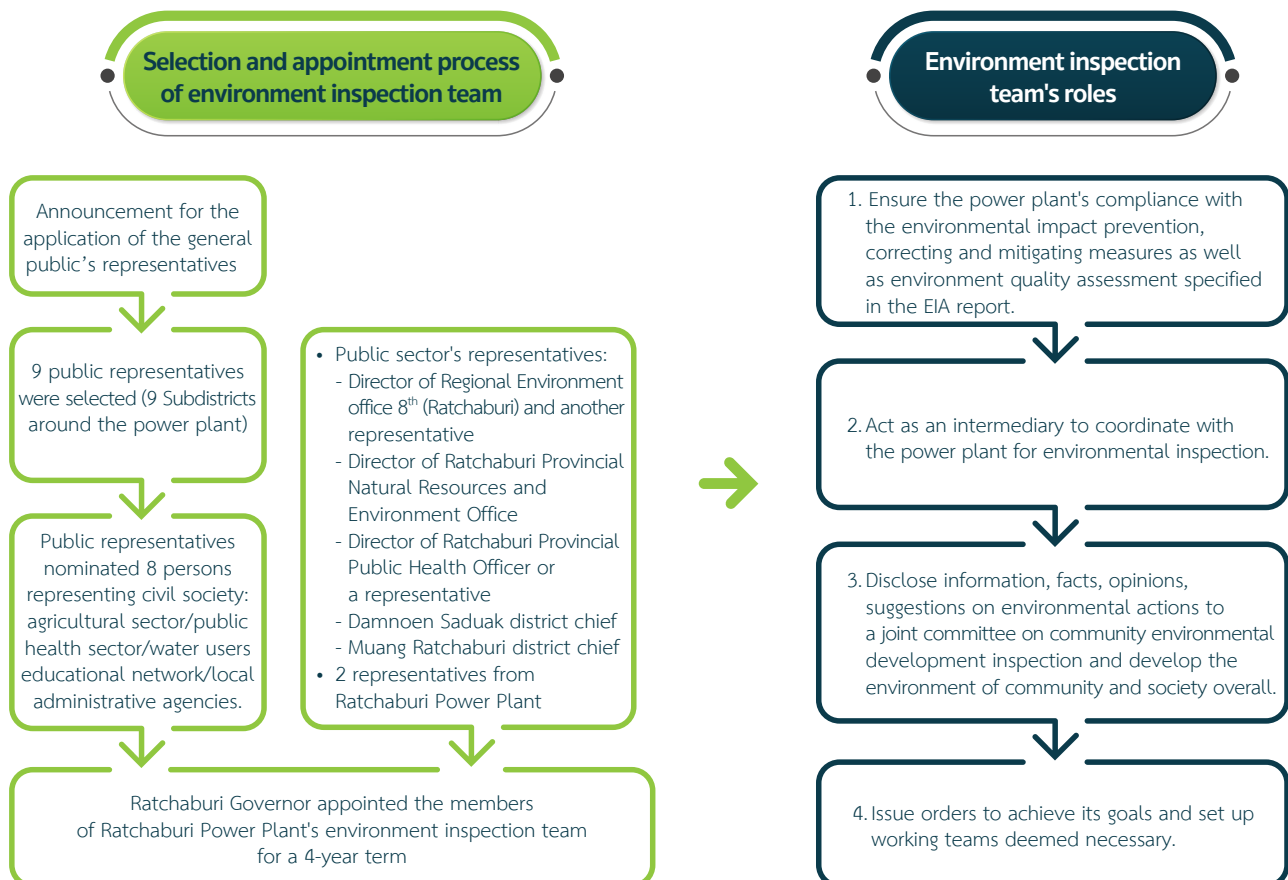 Selection and appointment process
of environment inspection team
Announcement for the
application of the general
public's representatives
9 public representatives
were selected (9 Subdistricts
around the power plant)
Public representatives
nominated 8 persons
representing civil society:
agricultural sector/public
health sector/water users
educational network/local
administrative agencies.
• Public sector's representatives:
- Director of Regional Environment
office 8th (Ratchaburi) and another
representative
- Director of Ratchaburi Provincial
Natural Resources and
Environment Office
- Director of Ratchaburi Provincial
Public Health Officer or
a representative
- Damnoen Saduak district chief
- Muang Ratchaburi district chief
• 2 representatives from
Ratchaburi Power Plant
Ratchaburi Governor appointed the members
of Ratchaburi Power Plant's environment inspection team
for a 4-year term
Environment inspection
team's roles
1. Ensure the power plant's compliance with
the environmental impact prevention,
correcting and mitigating measures as well
as environment quality assessment specified
in the EIA report.
2. Act as an intermediary to coordinate with
the power plant for environmental inspection.
3. Disclose information, facts, opinions,
suggestions on environmental actions to
a joint committee on community environmental
development inspection and develop the
environment of community and society overall.
4. Issue orders to achieve its goals and set up
working teams deemed necessary.